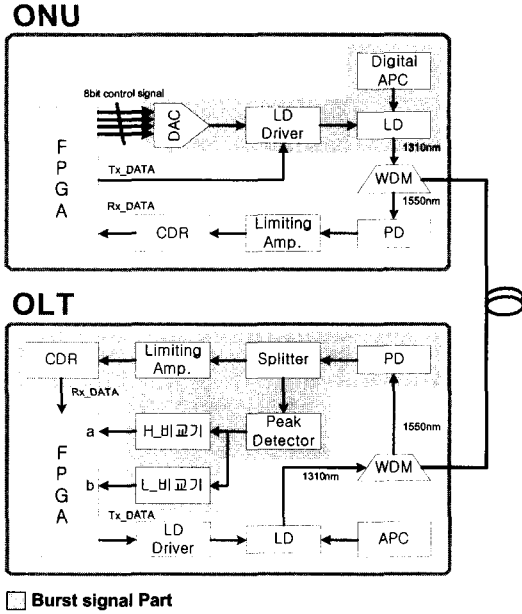 ONU
Digital
APC
8bit control signal
DAC
LD
Driver
LD
1310nm
F
P
G
A
Tx_DATA
WDM
Rx_DATA
1550nm
CDR
Limiting
Amp.
PD
OLT
CDR
Limiting
Amp.
Splitter
PD
Rx_DATA
a
H_비교기
Peak
Detector
1550nm
F
P
G
A
b
L_비교기
1310nm
WDM
Tx_DATA
LD
Driver
LD
APC
Burst signal Part